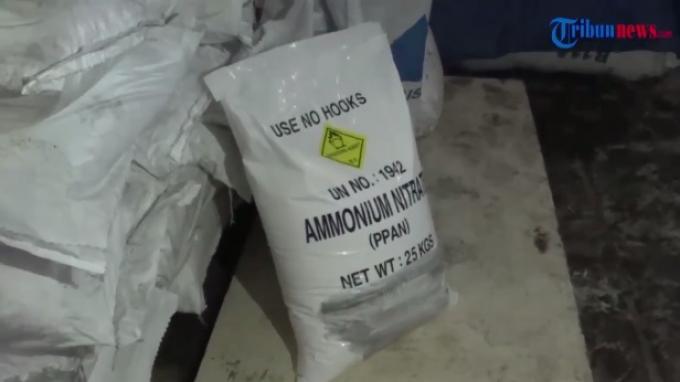 Tribunnews.com
USE NO HOOKS
UN NO.: 1942
AMMONIUM NITRAT
(PPAN)
NET WT : 25 KGS